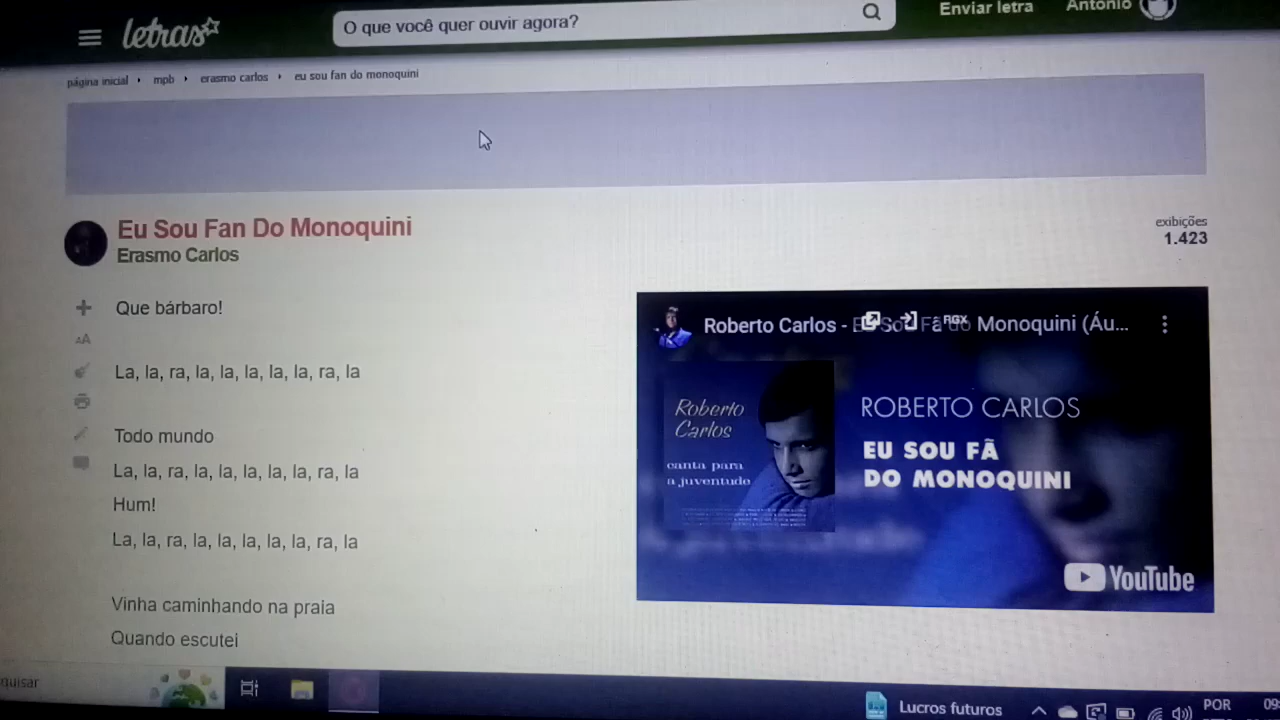 letras
O que você quer ouvir agora?
Enviar letra
Antonio
página inicial
mpb
erasmo carlos
eu sou fan do monoquini
Eu Sou Fan Do Monoquini
Erasmo Carlos
exibições
1.423
Que bárbaro!
AA
La, la, ra, la, la, la, la, la, ra, la
Todo mundo
La, la, ra, la, la, la, la, la, ra, la
Hum!
La, la, ra, la, la, la, la, la, ra, la
Vinha caminhando na praia
Quando escutei
Roberto Carlos - Eu Sou Fã do Monoquini (Áu...
RGX
Roberto
Carlos
canta para
a juventude
ROBERTO CARLOS
EU SOU FÃ
DO MONOQUINI
YouTube
quisar
Lucros futuros
POR
09